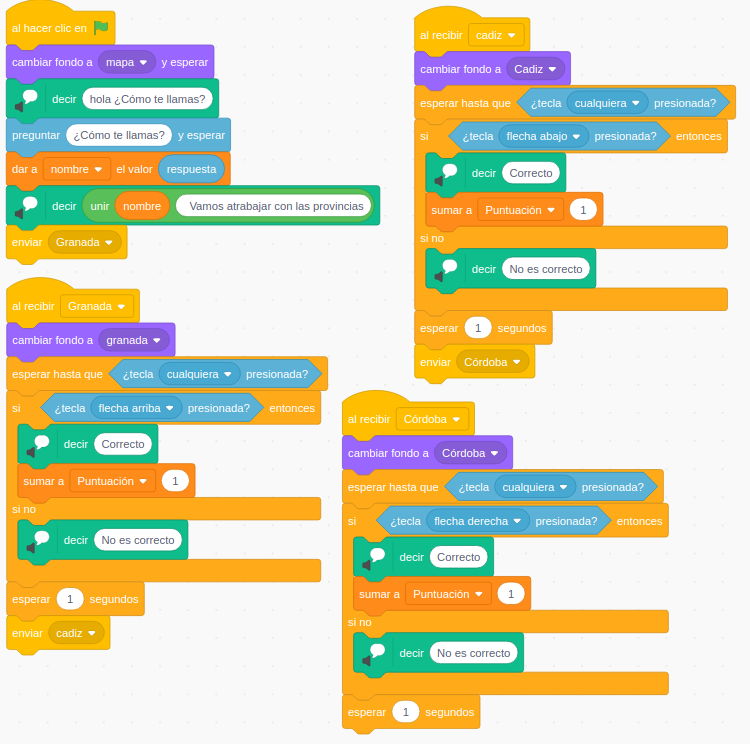 al hacer clic en
cambiar fondo a mapa y esperar
decir hola ¿Cómo te llamas?
preguntar ¿Cómo te llamas? y esperar
dar a nombre el valor respuesta
decir unir nombre Vamos atrabajar con las provincias
enviar Granada
al recibir Granada
cambiar fondo a granada
esperar hasta que ¿tecla cualquiera presionada?
si ¿tecla flecha arriba presionada? entonces
decir Correcto
sumar a Puntuación 1
si no
decir No es correcto
esperar 1 segundos
enviar cadiz
al recibir cadiz
cambiar fondo a Cadiz
esperar hasta que ¿tecla cualquiera presionada?
si ¿tecla flecha abajo presionada? entonces
decir Correcto
sumar a Puntuación 1
si no
decir No es correcto
esperar 1 segundos
enviar Córdoba
al recibir Córdoba
cambiar fondo a Córdoba
esperar hasta que ¿tecla cualquiera presionada?
si ¿tecla flecha derecha presionada? entonces
decir Correcto
sumar a Puntuación 1
si no
decir No es correcto
esperar 1 segundos